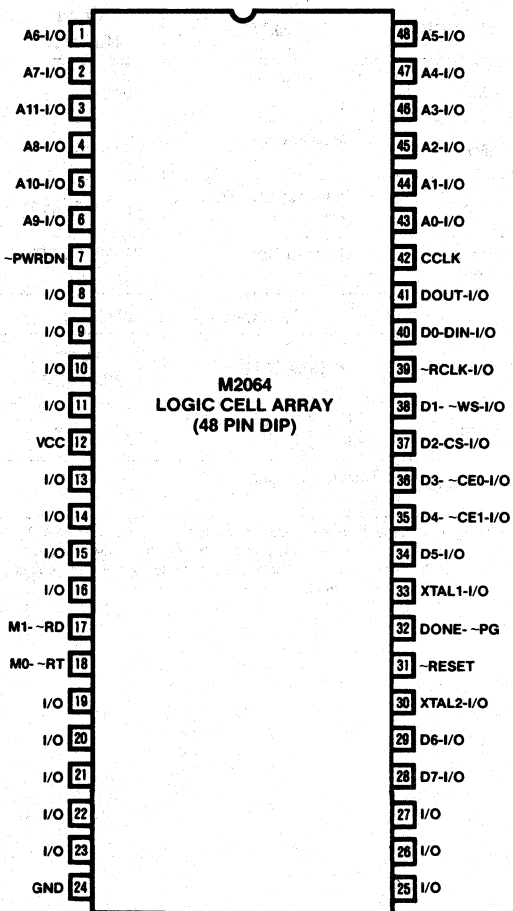 A6-I/O 1
A7-I/O 2
A11-I/O 3
A8-I/O 4
A10-I/O 5
A9-I/O 6
~PWRDN 7
I/O 8
I/O 9
I/O 10
I/O 11
VCC 12
I/O 13
I/O 14
I/O 15
I/O 16
M1- ~RD 17
M0- ~RT 18
I/O 19
I/O 20
I/O 21
I/O 22
I/O 23
GND 24
M2064
LOGIC CELL ARRAY
(48 PIN DIP)
48 A5-I/O
47 A4-I/O
46 A3-I/O
45 A2-I/O
44 A1-I/O
43 A0-I/O
42 CCLK
41 DOUT-I/O
40 D0-DIN-I/O
39 ~RCLK-I/O
38 D1- ~WS-I/O
37 D2-CS-I/O
36 D3- ~CE0-I/O
35 D4- ~CE1-I/O
34 D5-I/O
33 XTAL1-I/O
32 DONE- ~PG
31 ~RESET
30 XTAL2-I/O
29 D6-I/O
28 D7-I/O
27 I/O
26 I/O
25 I/O